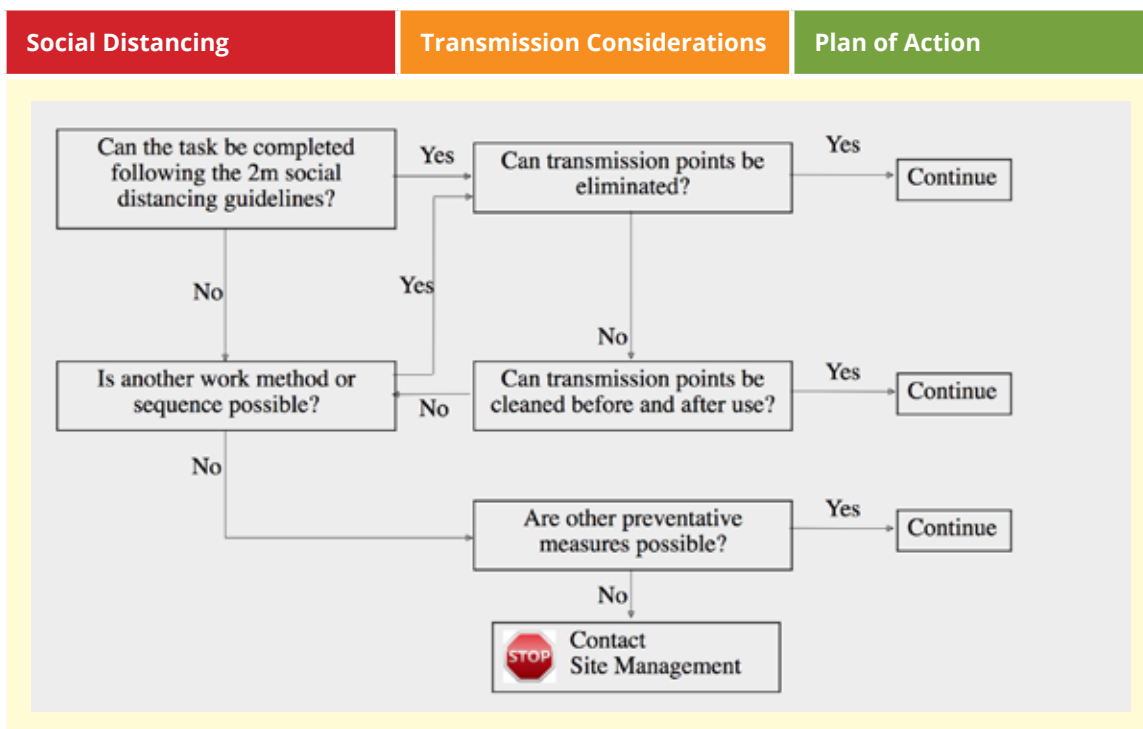 Social Distancing
Transmission Considerations
Plan of Action
Can the task be completed
following the 2m social
distancing guidelines?
Yes
Can transmission points be
eliminated?
Yes
Continue
No
Yes
No
Is another work method or
sequence possible?
No
Can transmission points be
cleaned before and after use?
Yes
Continue
No
Are other preventative
measures possible?
Yes
Continue
No
STOP
Contact
Site Management